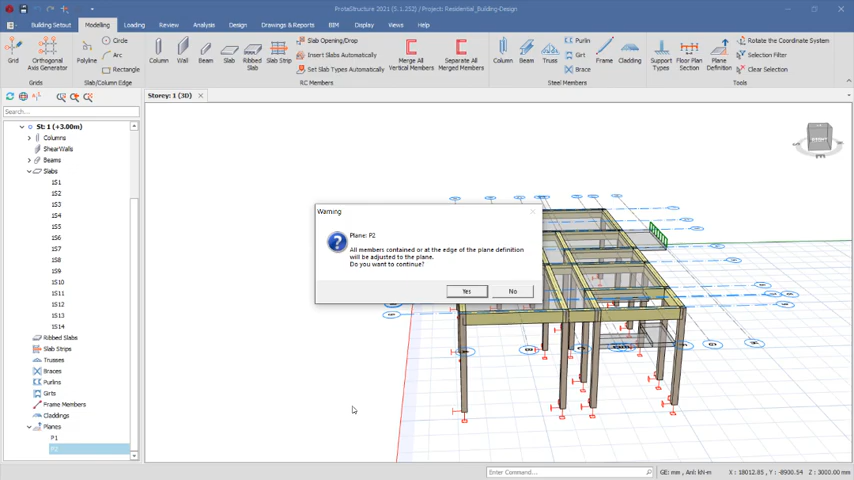 ProtaStructure 2021 (5.1.232) / Project: Residential_Building-Design
Building Setout
Modelling
Loading
Review
Analysis
Design
Drawings & Reports
BIM
Display
Views
Help
Grid
Orthogonal
Axis Generator
Grids
Polyline
Circle
Arc
Rectangle
Slab/Column Edge
Column
Wall
Beam
Slab
Ribbed
Slab
Slab Strip
Slab Opening/Drop
Insert Slabs Automatically
Set Slab Types Automatically
RC Members
Merge All
Vertical Members
Separate All
Merged Members
Column
Beam
Truss
Purlin
Girt
Brace
Frame
Cladding
Steel Members
Support
Types
Floor Plan
Section
Plane
Definition
Rotate the Coordinate System
Selection Filter
Clear Selection
Tools
Storey: 1 (3D)
Search...
St: 1 (+3.00m)
Columns
ShearWalls
Beams
Slabs
1S1
1S2
1S3
1S4
1S5
1S6
1S7
1S8
1S9
1S10
1S11
1S12
1S13
1S14
Ribbed Slabs
Slab Strips
Trusses
Braces
Purlins
Girts
Frame Members
Claddings
Planes
P1
P2
Warning
Plane: P2
All members contained or at the edge of the plane definition
will be adjusted to the plane.
Do you want to continue?
Yes
No
Enter Command...
GE: mm , Anl: kN-m
X : 18012.85
Y : -8900.54
Z : 3000.00 mm